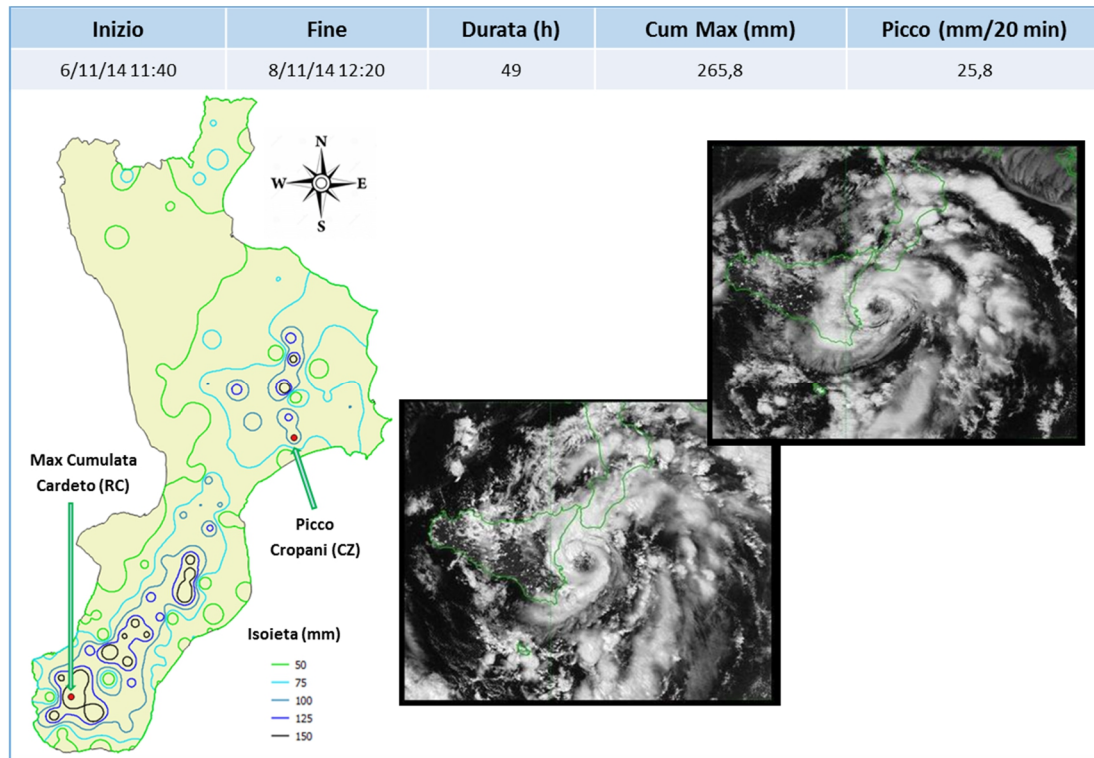 Inizio Fine Durata (h) Cum Max (mm) Picco (mm/20 min)
6/11/14 11:40 8/11/14 12:20 49 265,8 25,8
N
W E
S
Max Cumulata
Cardeto (RC)
Picco
Cropani (CZ)
Isoieta (mm)
50
75
100
125
150